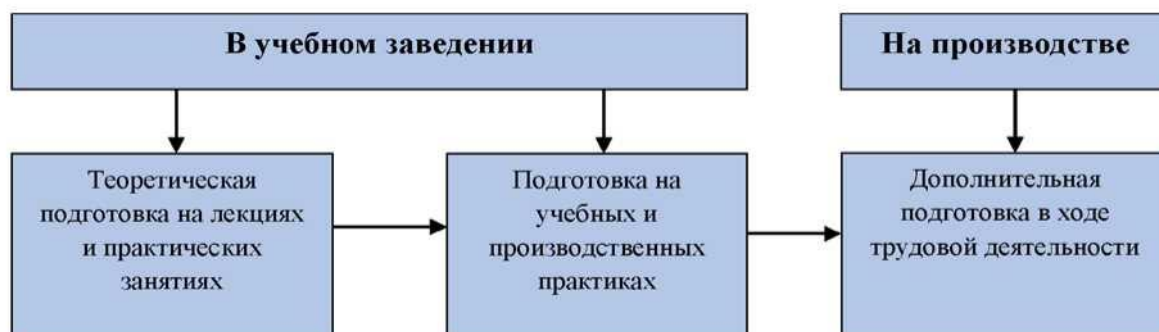 В учебном заведении
На производстве
Теоретическая
подготовка на лекциях
и практических
занятиях
Подготовка на
учебных и
производственных
практиках
Дополнительная
подготовка в ходе
трудовой деятельности